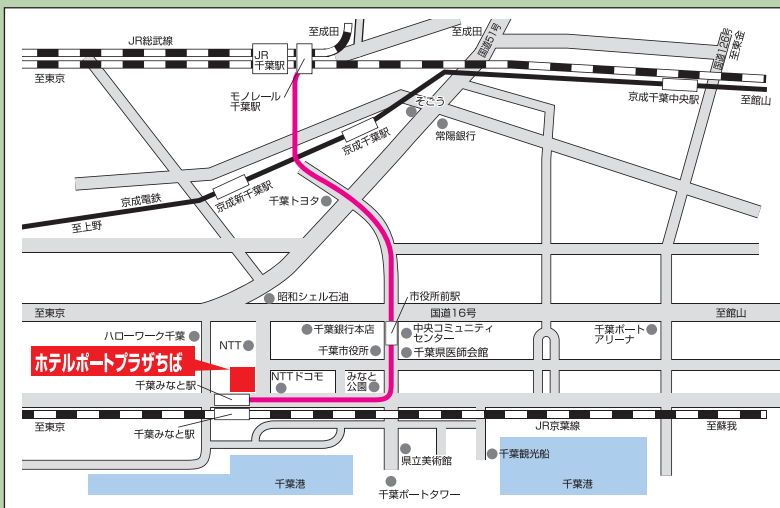 至成田
至成田
国道51号
国道126号
至東金
JR総武線
JR
千葉駅
至東京
モノレール
千葉駅
そごう
京成千葉中央駅
至館山
京成千葉駅
常陽銀行
京成電鉄
京成新千葉駅
千葉トヨタ
至上野
昭和シェル石油
市役所前駅
至東京
国道16号
至館山
ハローワーク千葉
NTT
千葉銀行本店
中央コミュニティ
センター
千葉ポート
アリーナ
千葉市役所
千葉県医師会館
ホテルポートプラザちば
NTTドコモ
みなと
公園
千葉みなと駅
至東京
千葉みなと駅
JR京葉線
至蘇我
県立美術館
千葉観光船
千葉港
千葉ポートタワー
千葉港